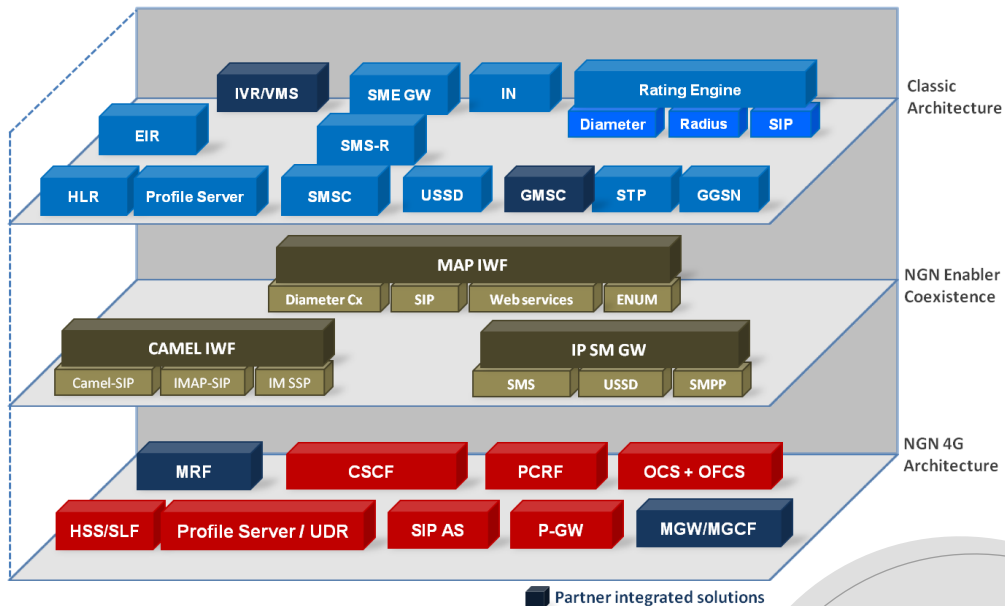 IVR/VMS
SME GW
IN
Rating Engine
Classic
Architecture
Diameter
Radius
SIP
EIR
SMS-R
HLR
Profile Server
SMSC
USSD
GMSC
STP
GGSN
MAP IWF
NGN Enabler
Coexistence
Diameter Cx
SIP
Web services
ENUM
CAMEL IWF
IP SM GW
Camel-SIP
IMAP-SIP
IM SSP
SMS
USSD
SMPP
NGN 4G
Architecture
MRF
CSCF
PCRF
OCS + OFCS
HSS/SLF
Profile Server / UDR
SIP AS
P-GW
MGW/MGCF
Partner integrated solutions